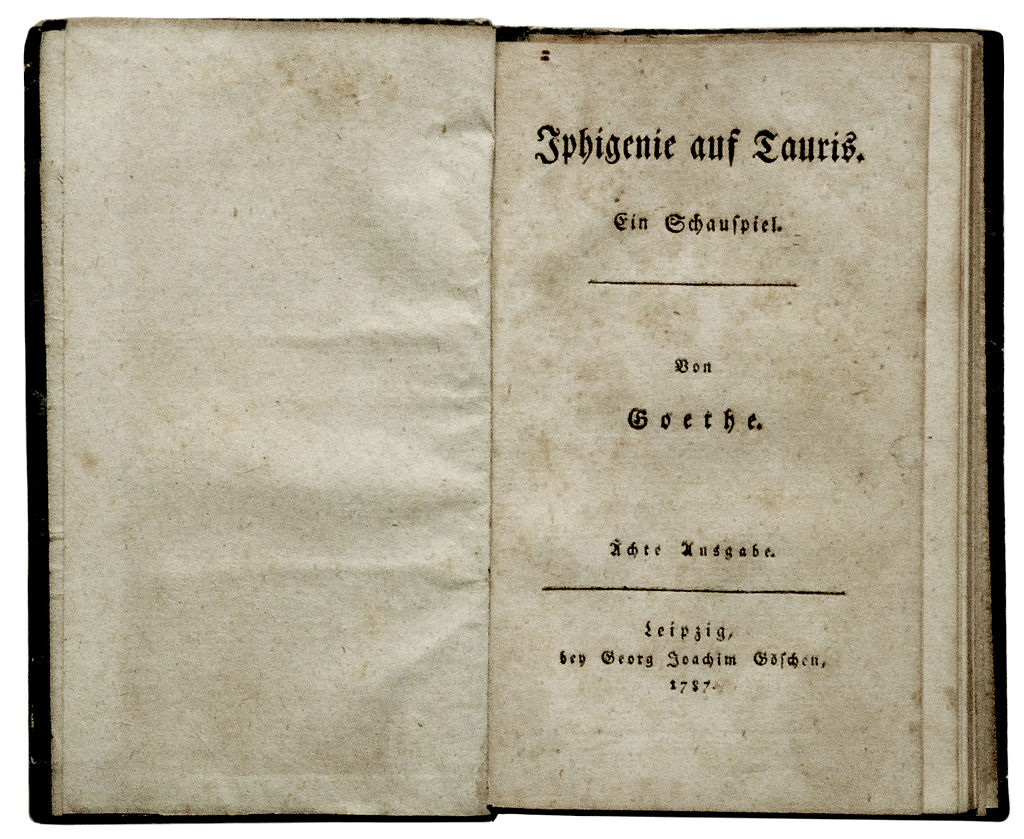 Iphigenie auf Tauris.
Ein Schauſpiel.
Von
Goethe.
Ächte Ausgabe.
Leipzig,
bey Georg Joachim Göſchen,
1787.